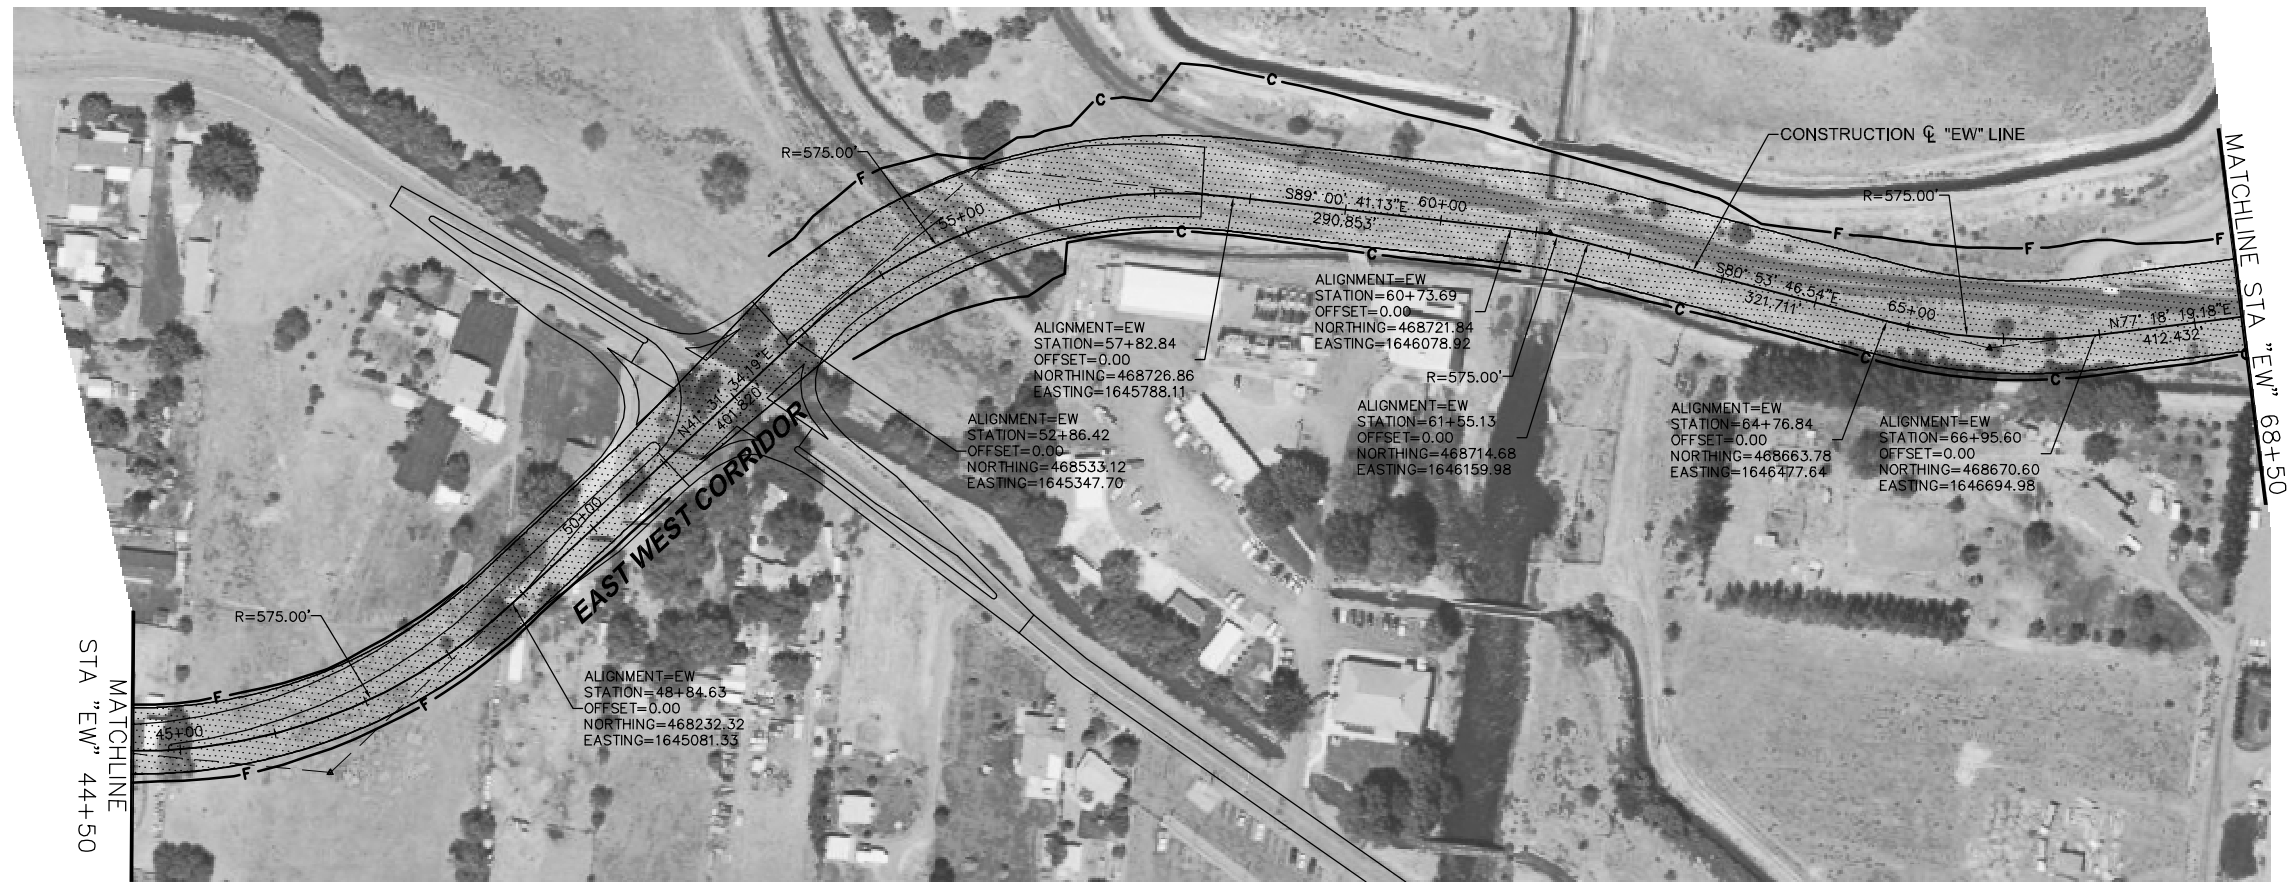 C
C
CONSTRUCTION ℄ "EW" LINE
R=575.00'
F
R=575.00'
S89° 00' 41.13"E
290.853'
60+00
55+00
C
C
F
F
F
MATCHLINE STA "EW" 68+50
S80° 53' 46.54"E
321.711'
65+00
N77° 18' 19.18"E
412.432'
C
C
C
C
ALIGNMENT=EW
STATION=60+73.69
OFFSET=0.00
NORTHING=468721.84
EASTING=1646078.92
ALIGNMENT=EW
STATION=57+82.84
OFFSET=0.00
NORTHING=468726.86
EASTING=1645788.11
R=575.00'
N41° 31' 34.19"E
401.820'
ALIGNMENT=EW
STATION=52+86.42
OFFSET=0.00
NORTHING=468533.12
EASTING=1645347.70
ALIGNMENT=EW
STATION=61+55.13
OFFSET=0.00
NORTHING=468714.68
EASTING=1646159.98
ALIGNMENT=EW
STATION=64+76.84
OFFSET=0.00
NORTHING=468663.78
EASTING=1646477.64
ALIGNMENT=EW
STATION=66+95.60
OFFSET=0.00
NORTHING=468670.60
EASTING=1646694.98
50+00
EAST WEST CORRIDOR
R=575.00'
ALIGNMENT=EW
STATION=48+84.63
OFFSET=0.00
NORTHING=468232.32
EASTING=1645081.33
F
F
F
45+00
MATCHLINE
STA "EW" 44+50